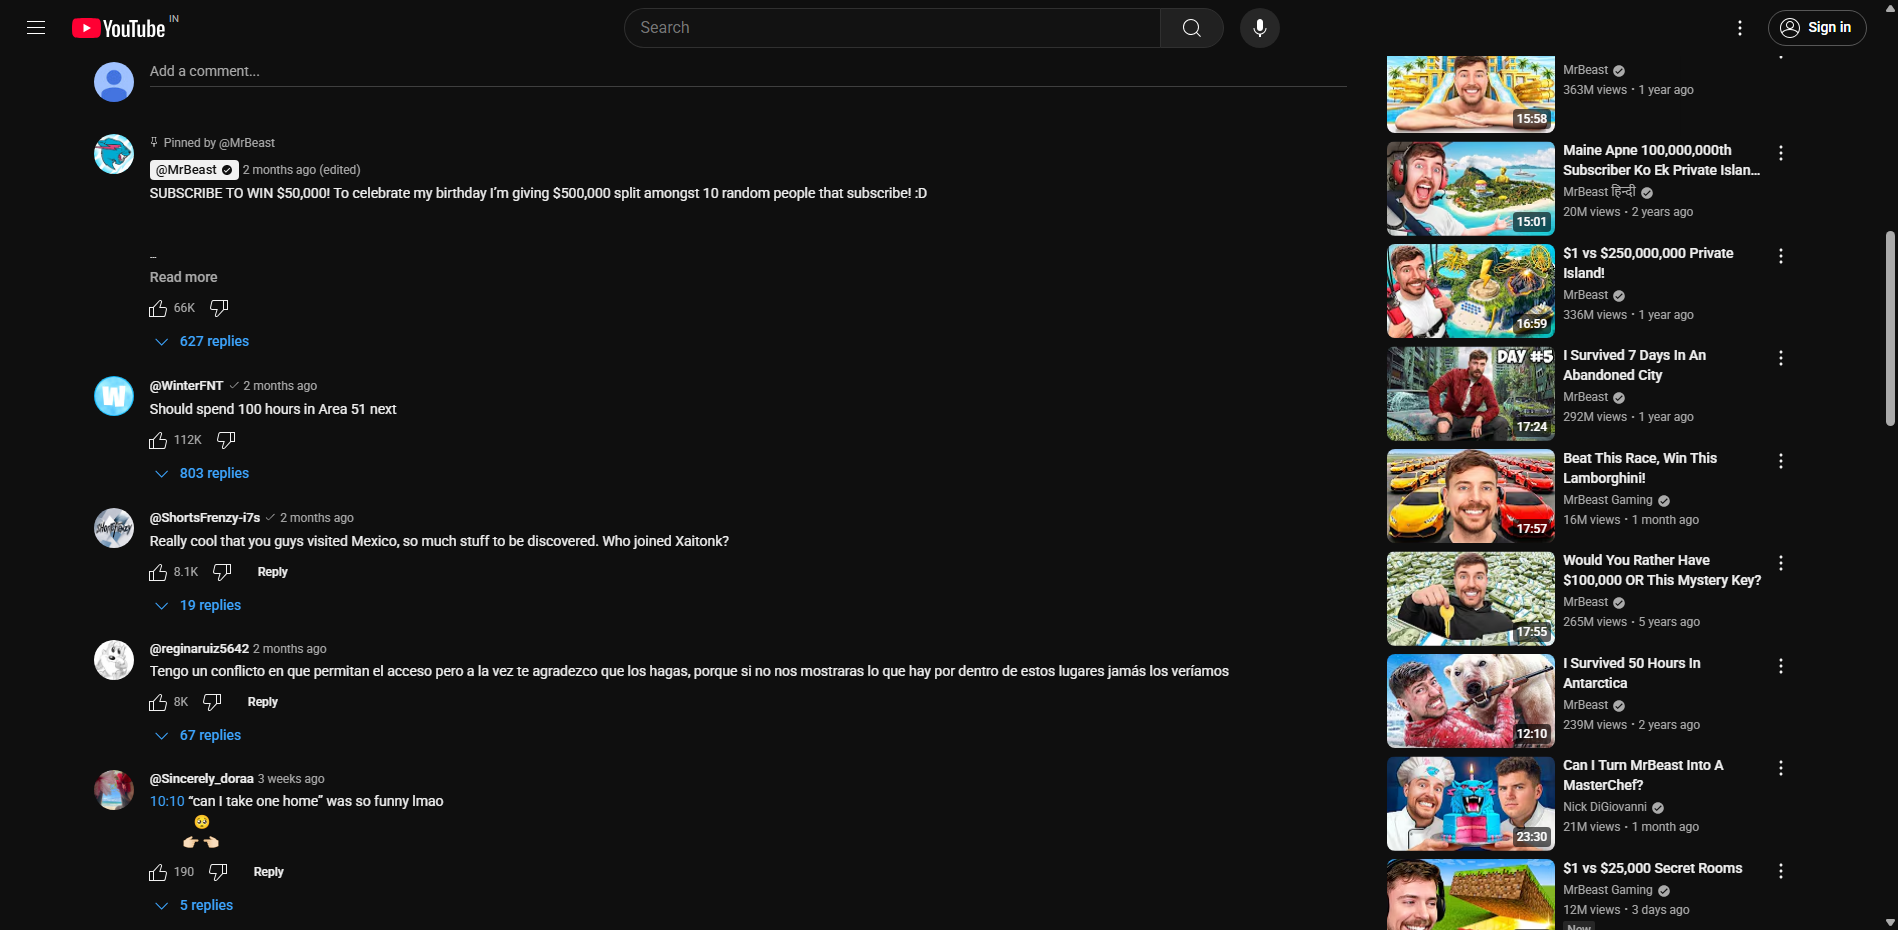 YouTube IN
Search
Sign in
Add a comment...
Pinned by @MrBeast
@MrBeast 2 months ago (edited)
SUBSCRIBE TO WIN $50,000! To celebrate my birthday I’m giving $500,000 split amongst 10 random people that subscribe! :D
...
Read more
66K
627 replies
W
@WinterFNT 2 months ago
Should spend 100 hours in Area 51 next
112K
803 replies
@ShortsFrenzy-i7s 2 months ago
Really cool that you guys visited Mexico, so much stuff to be discovered. Who joined Xaitonk?
8.1K Reply
19 replies
@reginaruiz5642 2 months ago
Tengo un conflicto en que permitan el acceso pero a la vez te agradezco que los hagas, porque si no nos mostraras lo que hay por dentro de estos lugares jamás los veríamos
8K Reply
67 replies
@Sincerely_doraa 3 weeks ago
10:10 “can I take one home” was so funny lmao
🥺
👉🏻👈🏻
190 Reply
5 replies
15:58
MrBeast
363M views • 1 year ago
15:01
Maine Apne 100,000,000th
Subscriber Ko Ek Private Islan...
MrBeast हिन्दी
20M views • 2 years ago
16:59
$1 vs $250,000,000 Private
Island!
MrBeast
336M views • 1 year ago
DAY #5
17:24
I Survived 7 Days In An
Abandoned City
MrBeast
292M views • 1 year ago
17:57
Beat This Race, Win This
Lamborghini!
MrBeast Gaming
16M views • 1 month ago
17:55
Would You Rather Have
$100,000 OR This Mystery Key?
MrBeast
265M views • 5 years ago
12:10
I Survived 50 Hours In
Antarctica
MrBeast
239M views • 2 years ago
23:30
Can I Turn MrBeast Into A
MasterChef?
Nick DiGiovanni
21M views • 1 month ago
$1 vs $25,000 Secret Rooms
MrBeast Gaming
12M views • 3 days ago
New